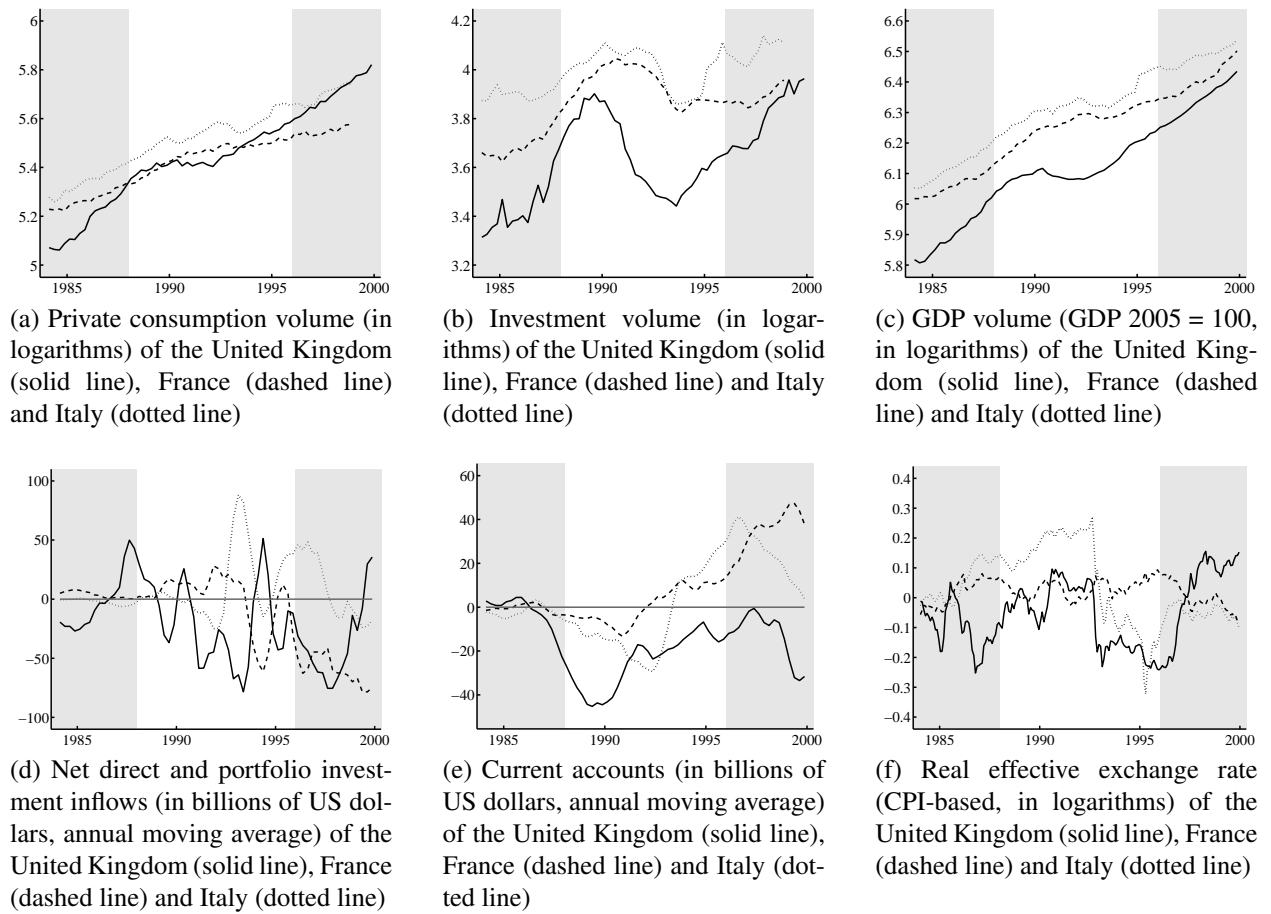 6
5.8
5.6
5.4
5.2
5
1985 1990 1995 2000
(a) Private consumption volume (in
logarithms) of the United Kingdom
(solid line), France (dashed line)
and Italy (dotted line)
4.2
4
3.8
3.6
3.4
3.2
1985 1990 1995 2000
(b) Investment volume (in logar-
ithms) of the United Kingdom (solid
line), France (dashed line) and Italy
(dotted line)
6.6
6.5
6.4
6.3
6.2
6.1
6
5.9
5.8
1985 1990 1995 2000
(c) GDP volume (GDP 2005 = 100,
in logarithms) of the United King-
dom (solid line), France (dashed
line) and Italy (dotted line)
100
50
0
−50
−100
1985 1990 1995 2000
(d) Net direct and portfolio invest-
ment inflows (in billions of US dol-
lars, annual moving average) of the
United Kingdom (solid line), France
(dashed line) and Italy (dotted line)
60
40
20
0
−20
−40
1985 1990 1995 2000
(e) Current accounts (in billions of
US dollars, annual moving average)
of the United Kingdom (solid line),
France (dashed line) and Italy (dot-
ted line)
0.4
0.3
0.2
0.1
0
−0.1
−0.2
−0.3
−0.4
1985 1990 1995 2000
(f) Real effective exchange rate
(CPI-based, in logarithms) of the
United Kingdom (solid line), France
(dashed line) and Italy (dotted line)